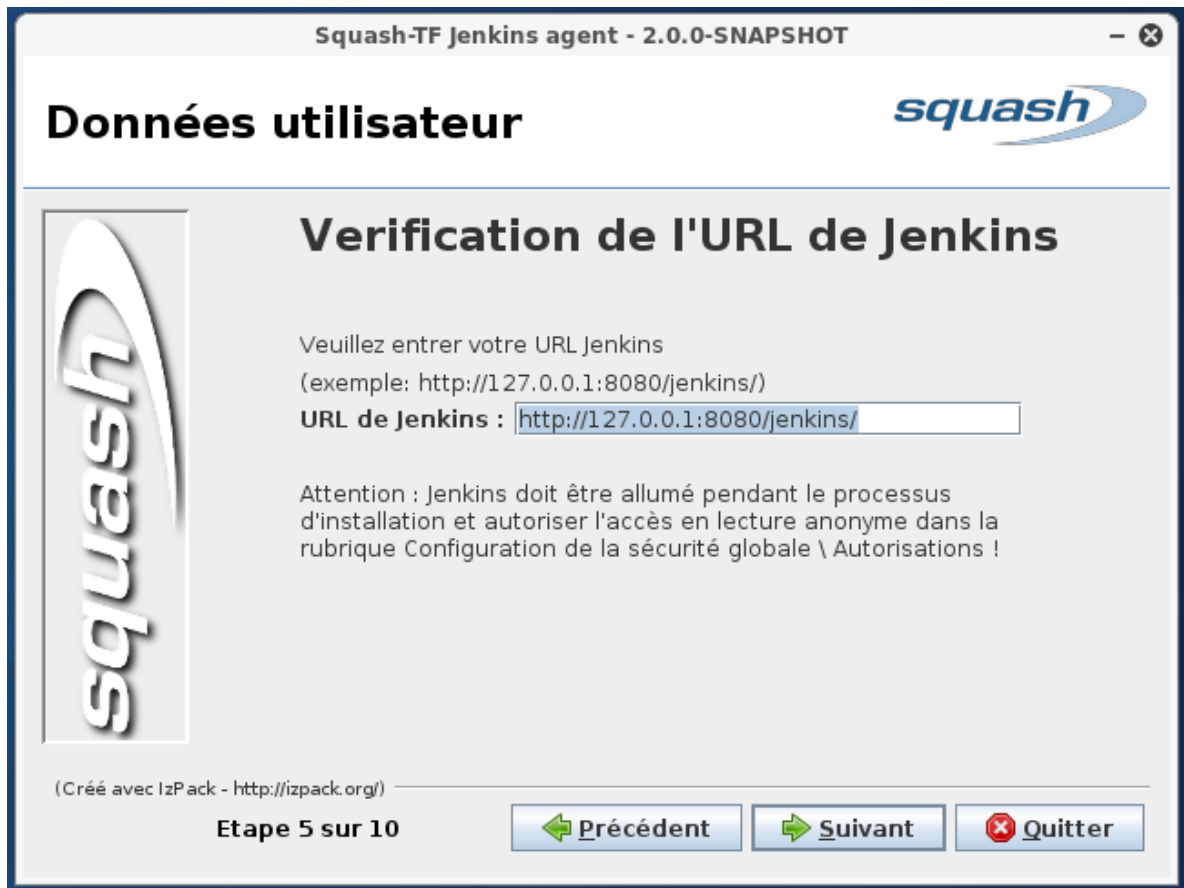 Squash-TF Jenkins agent - 2.0.0-SNAPSHOT
Données utilisateur
squash
squash
Verification de l'URL de Jenkins
Veuillez entrer votre URL Jenkins
(exemple: http://127.0.0.1:8080/jenkins/)
URL de Jenkins : http://127.0.0.1:8080/jenkins/
Attention : Jenkins doit être allumé pendant le processus
d'installation et autoriser l'accès en lecture anonyme dans la
rubrique Configuration de la sécurité globale \ Autorisations !
(Créé avec IzPack - http://izpack.org/)
Etape 5 sur 10 Précédent Suivant Quitter